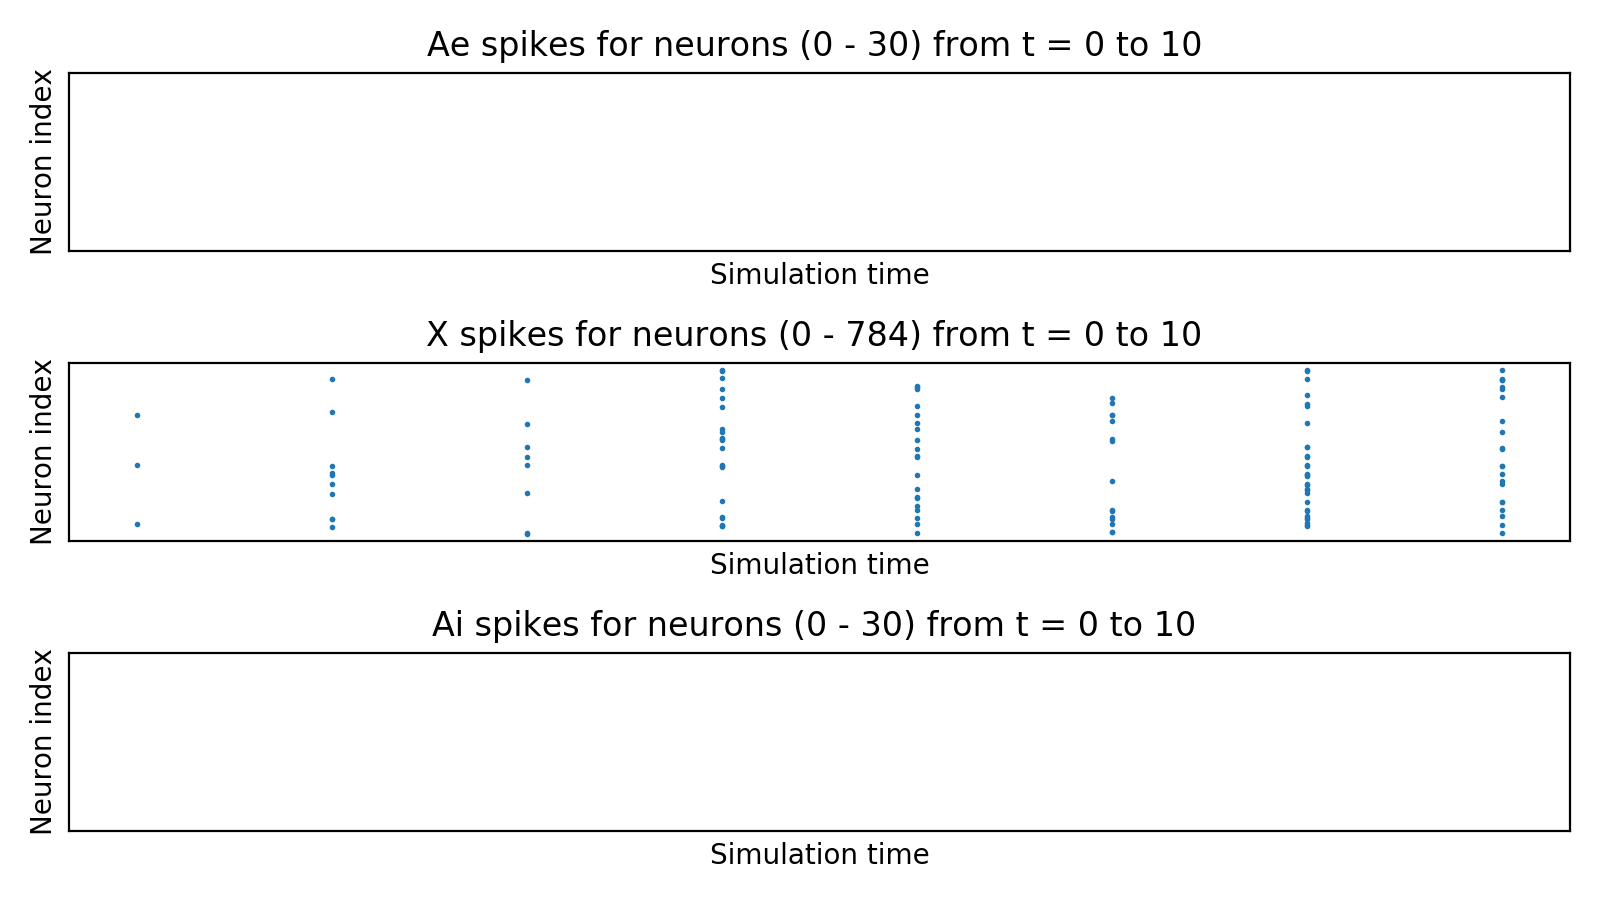 Ae spikes for neurons (0 - 30) from t = 0 to 10
Neuron index
Simulation time
X spikes for neurons (0 - 784) from t = 0 to 10
Neuron index
Simulation time
Ai spikes for neurons (0 - 30) from t = 0 to 10
Neuron index
Simulation time